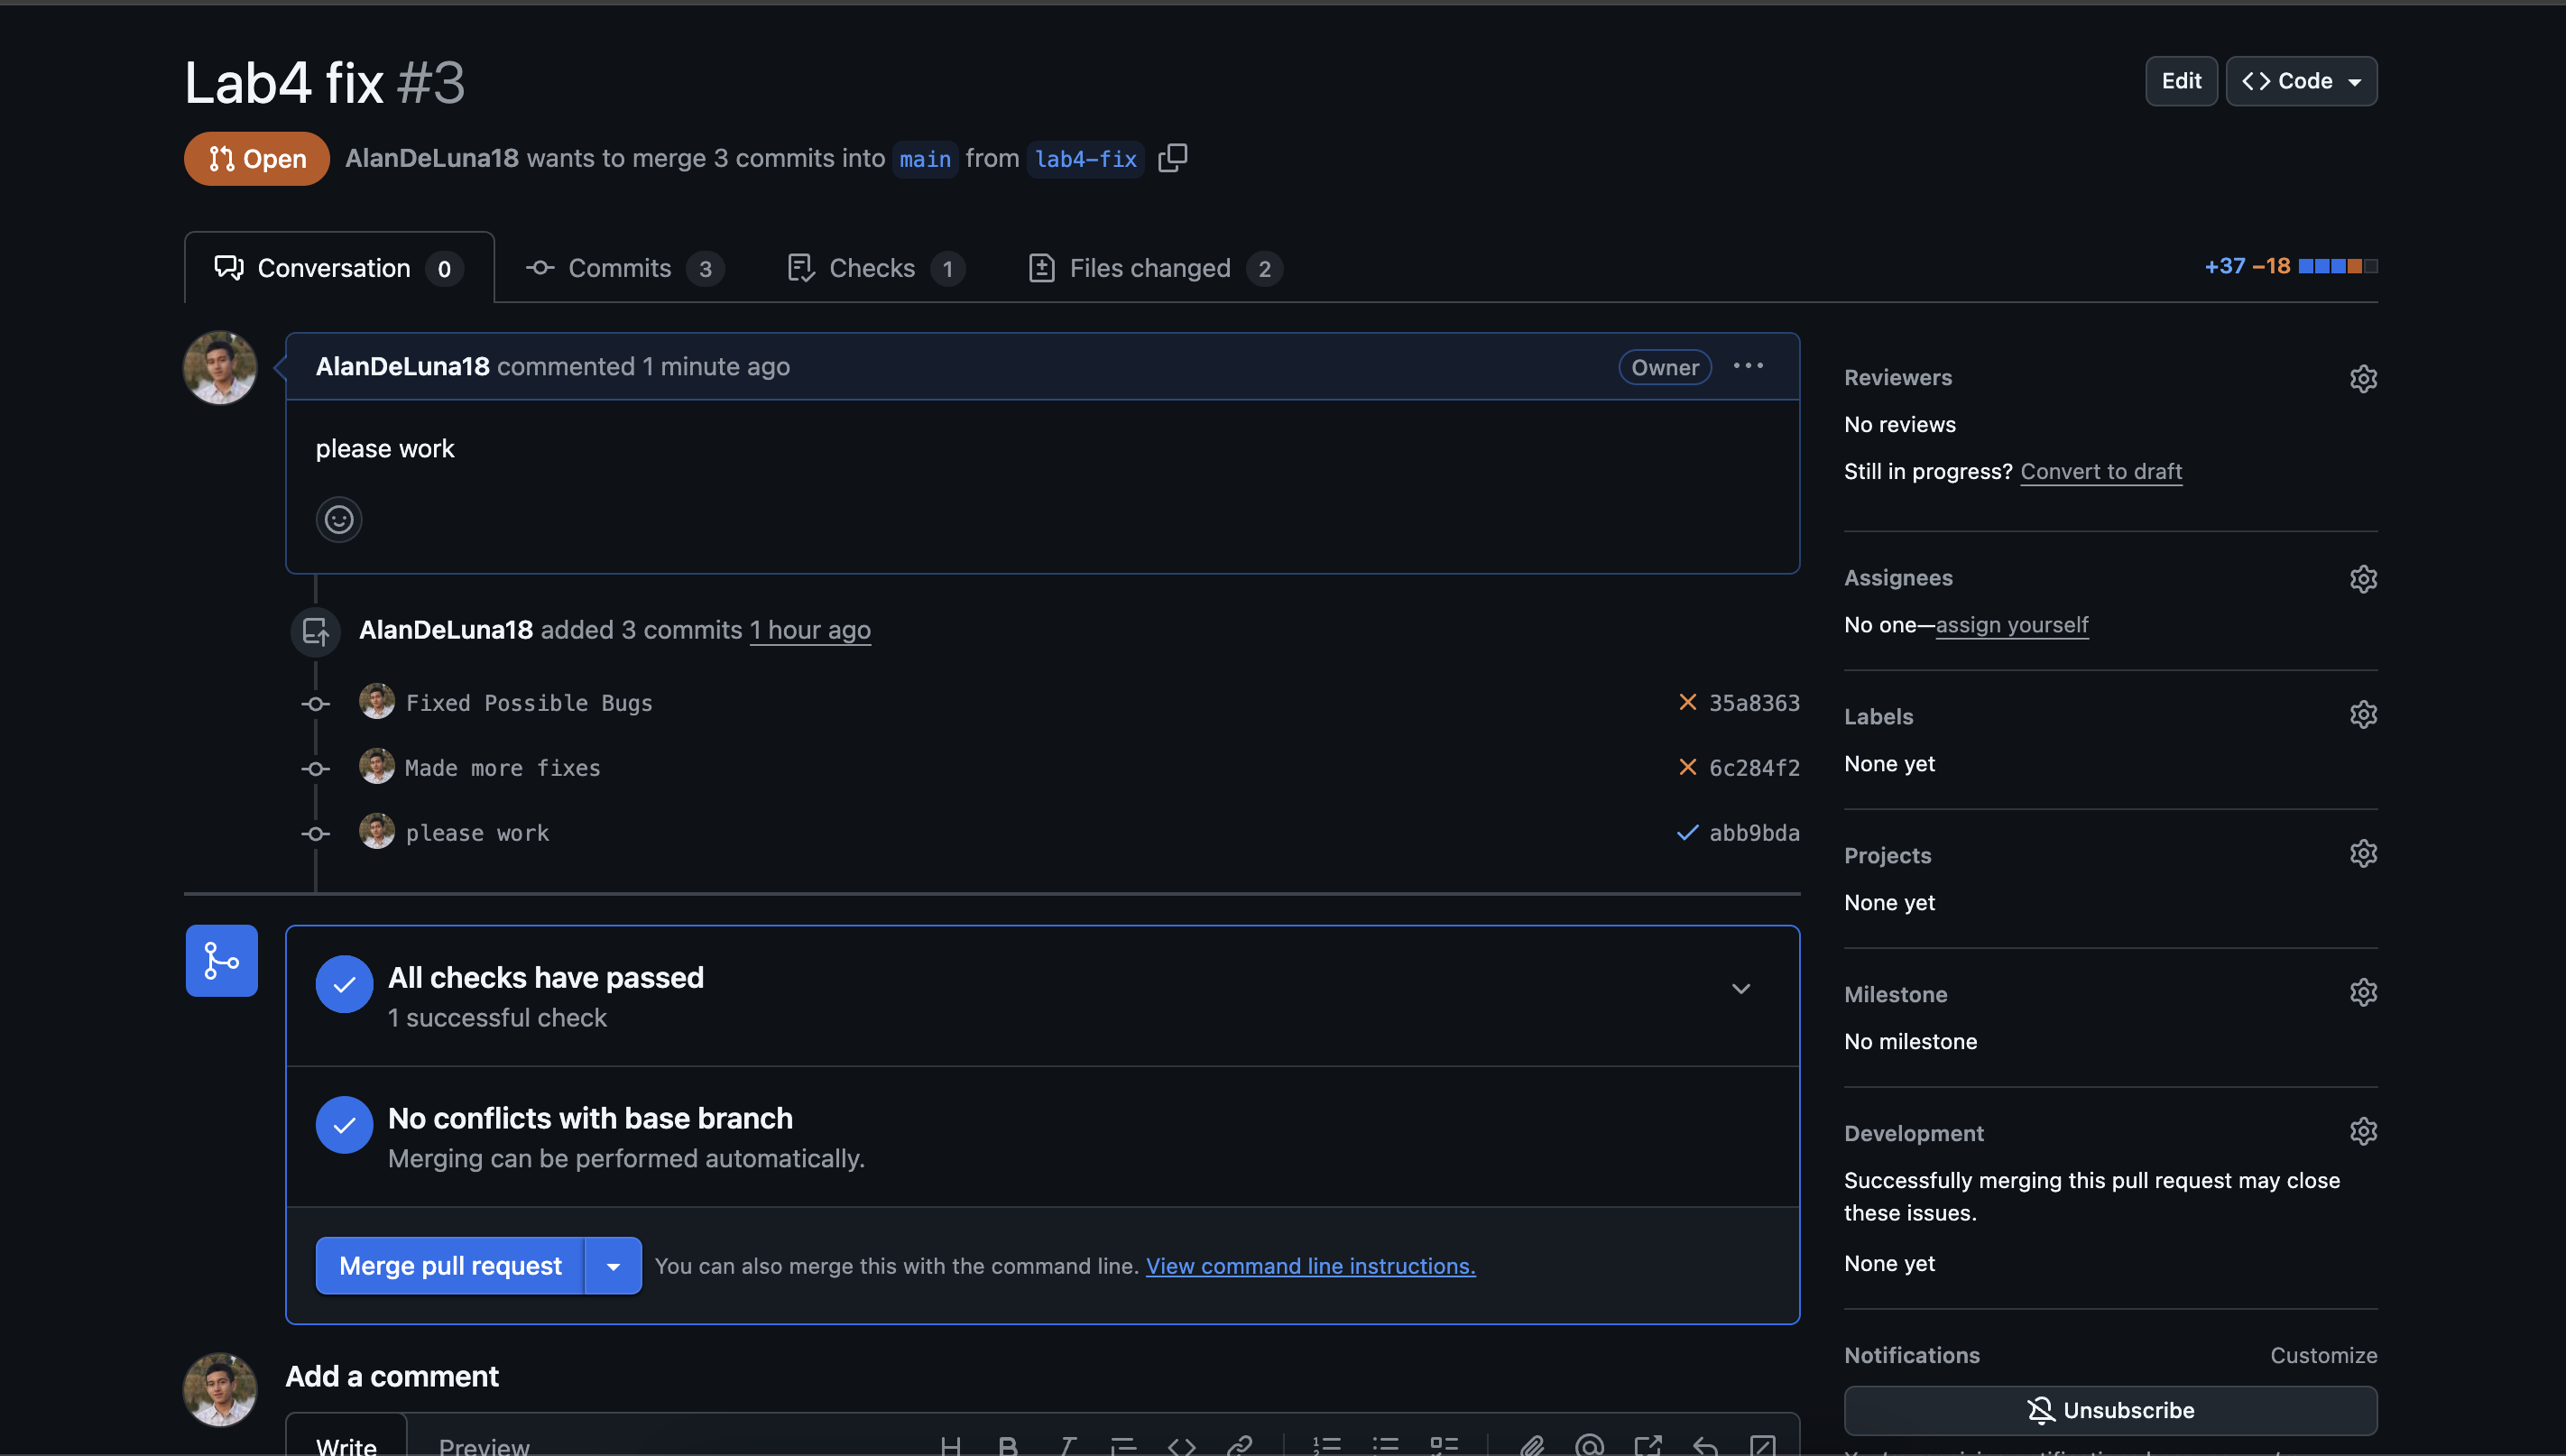 Lab4 fix #3
Edit
Code
Open
AlanDeLuna18 wants to merge 3 commits into main from lab4-fix
Conversation 0
Commits 3
Checks 1
Files changed 2
+37 −18
AlanDeLuna18 commented 1 minute ago
Owner
please work
AlanDeLuna18 added 3 commits 1 hour ago
Fixed Possible Bugs
35a8363
Made more fixes
6c284f2
please work
abb9bda
All checks have passed
1 successful check
No conflicts with base branch
Merging can be performed automatically.
Merge pull request
You can also merge this with the command line. View command line instructions.
Add a comment
Write
Preview
Reviewers
No reviews
Still in progress? Convert to draft
Assignees
No one—assign yourself
Labels
None yet
Projects
None yet
Milestone
No milestone
Development
Successfully merging this pull request may close
these issues.
None yet
Notifications
Customize
Unsubscribe